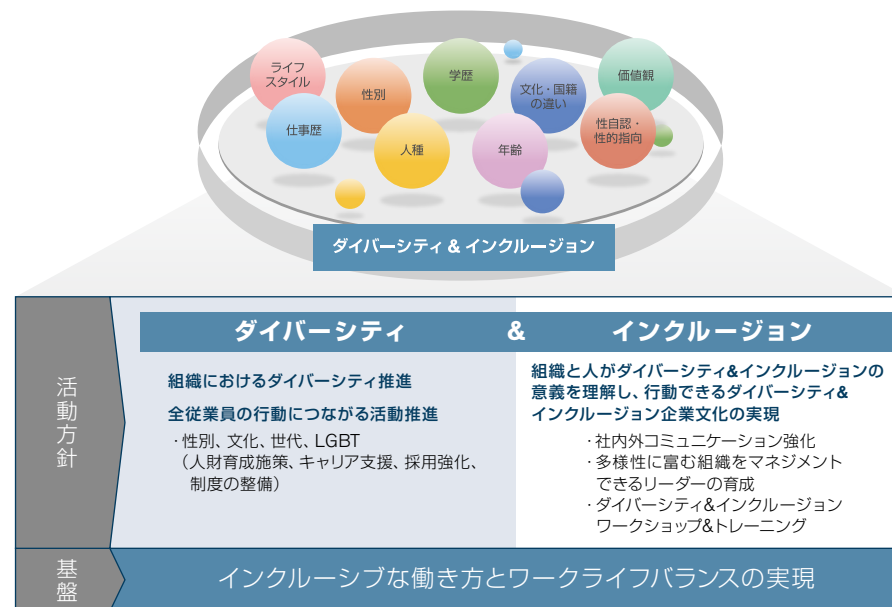 ライフ
スタイル
性別
学歴
文化・国籍
の違い
価値観
仕事歴
人種
年齢
性自認・
性的指向
ダイバーシティ & インクルージョン
活動方針
ダイバーシティ & インクルージョン
組織におけるダイバーシティ推進
全従業員の行動につながる活動推進
・性別、文化、世代、LGBT
（人財育成施策、キャリア支援、採用強化、
制度の整備）
組織と人がダイバーシティ&インクルージョンの
意義を理解し、行動できるダイバーシティ&
インクルージョン企業文化の実現
・社内外コミュニケーション強化
・多様性に富む組織をマネジメント
できるリーダーの育成
・ダイバーシティ&インクルージョン
ワークショップ&トレーニング
基盤
インクルーシブな働き方とワークライフバランスの実現